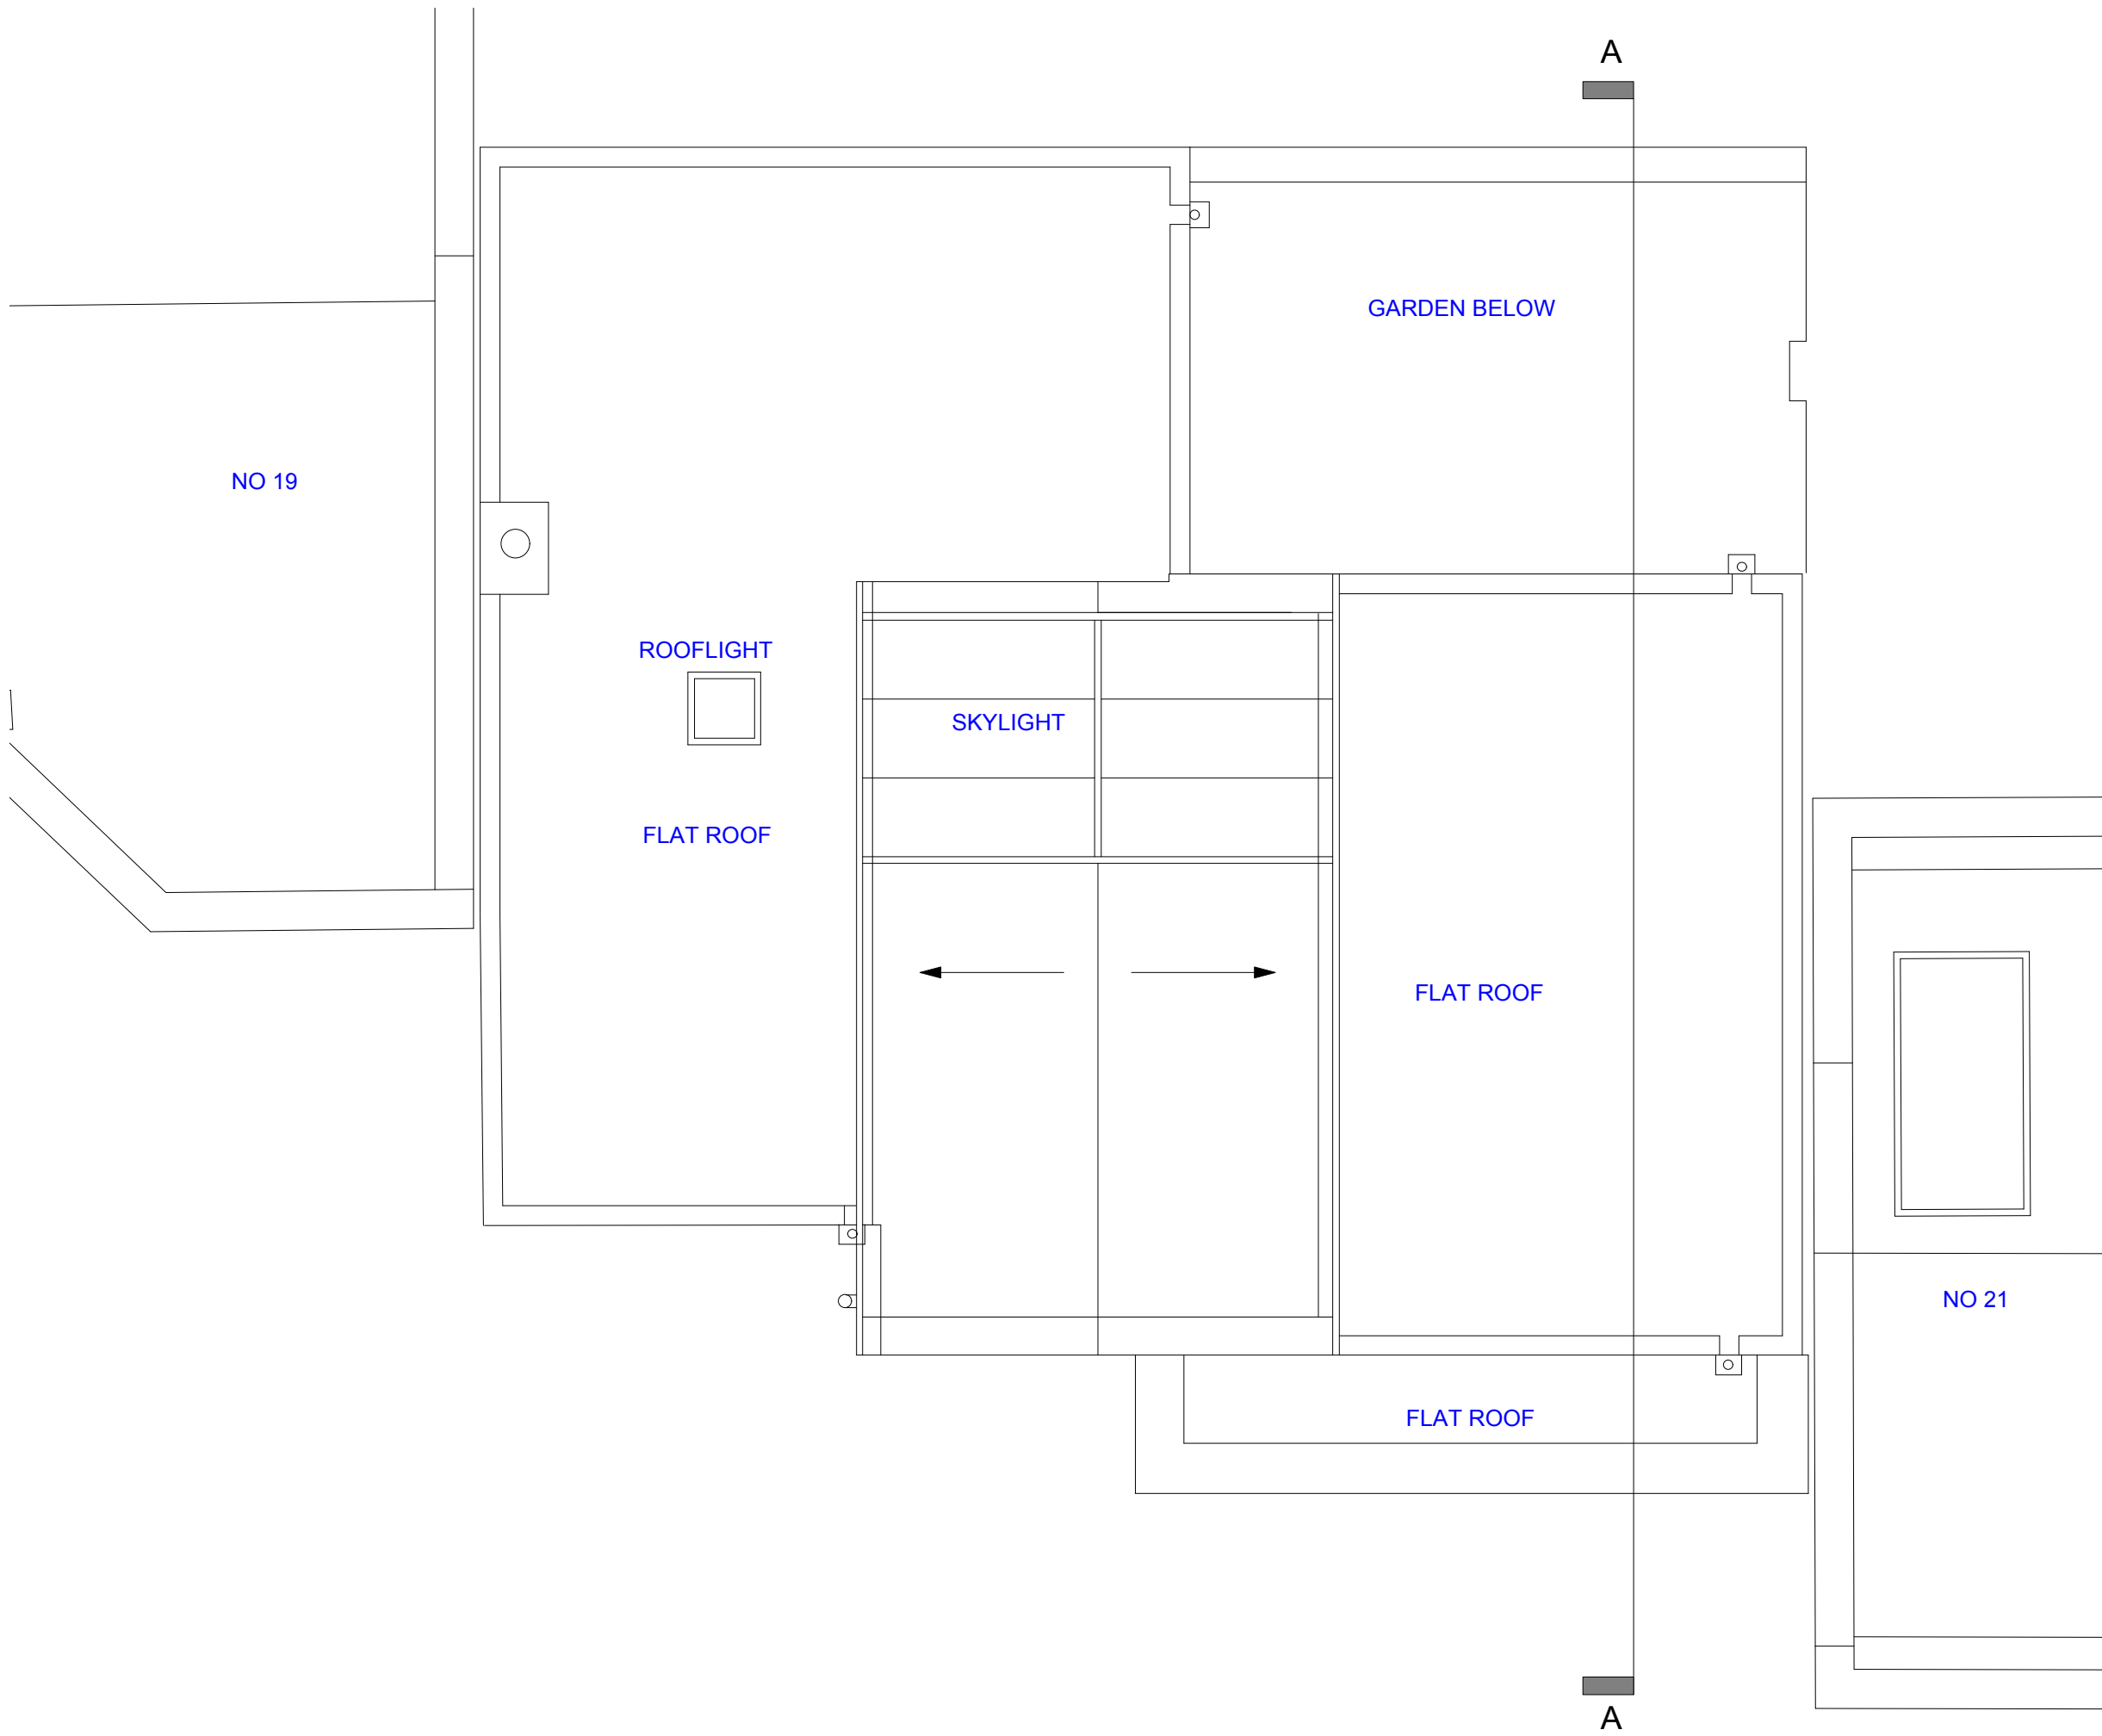 A
GARDEN BELOW
NO 19
ROOFLIGHT
SKYLIGHT
FLAT ROOF
FLAT ROOF
NO 21
FLAT ROOF
A